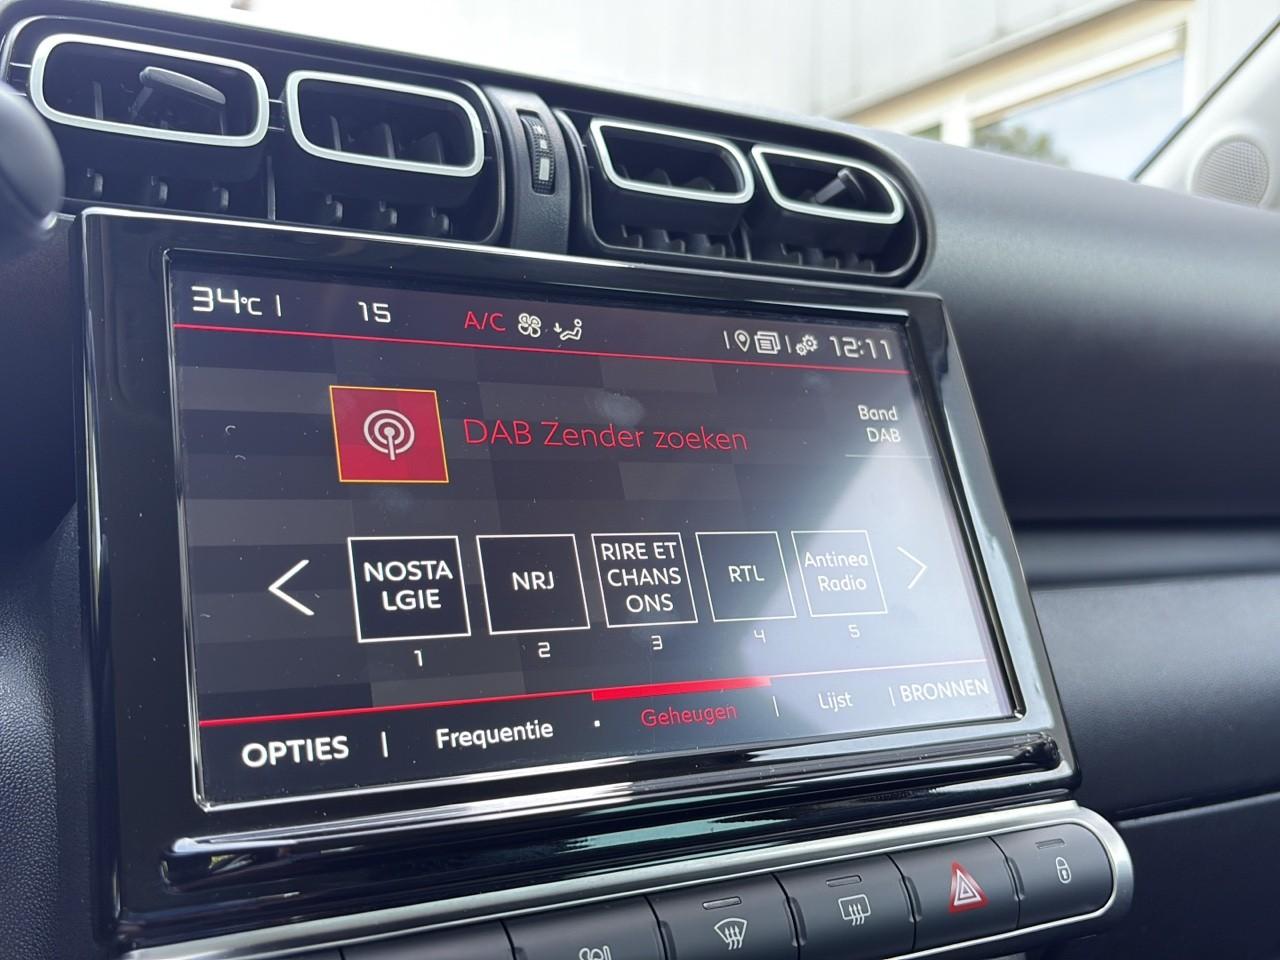 34°C | 15 A/C 12:11
DAB Zender zoeken
Band
DAB
NOSTA
LGIE
NRJ
RIRE ET
CHANS
ONS
RTL
Antinea
Radio
1 2 3 4 5
OPTIES | Frequentie · Geheugen | Lijst | BRONNEN